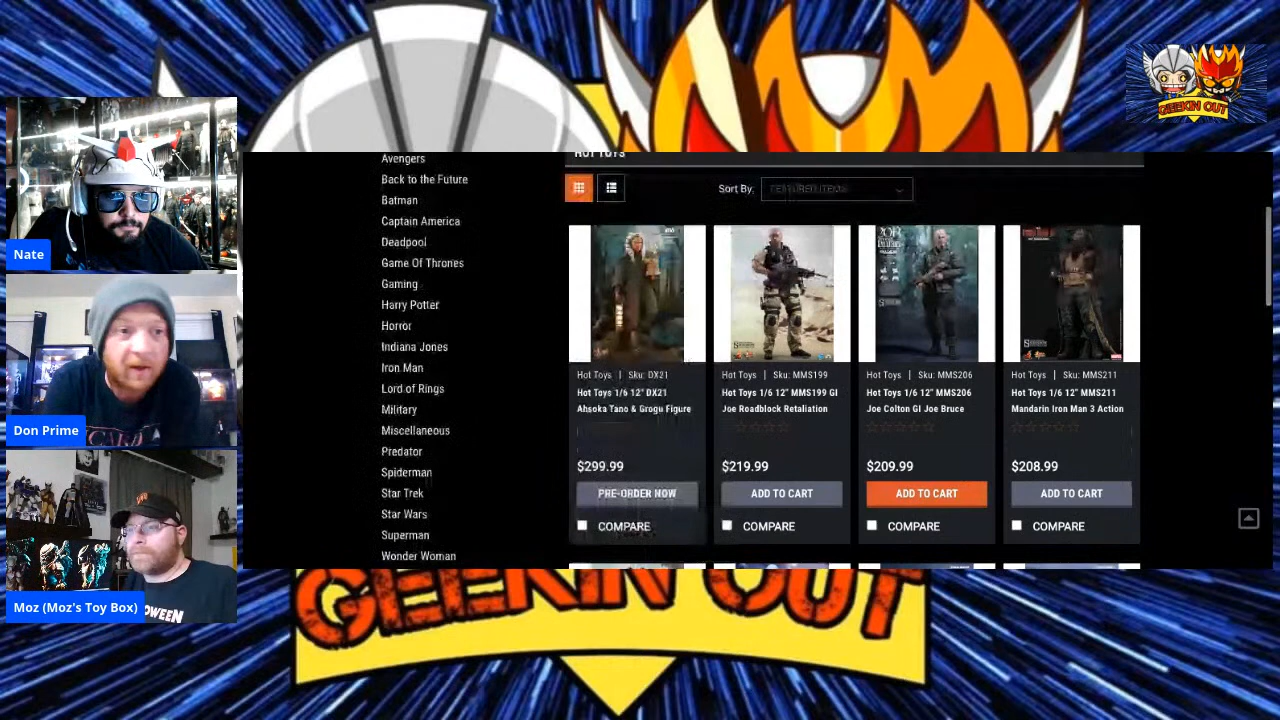 GEEKIN OUT
Nate
Don Prime
Moz (Moz's Toy Box)
Avengers
Back to the Future
Batman
Captain America
Deadpool
Game Of Thrones
Gaming
Harry Potter
Horror
Indiana Jones
Iron Man
Lord of Rings
Military
Miscellaneous
Predator
Spiderman
Star Trek
Star Wars
Superman
Wonder Woman
HOT TOYS
Sort By: FEATURED ITEMS
Hot Toys | Sku: DX21
Hot Toys 1/6 12" DX21
Ahsoka Tano & Grogu Figure
$299.99
PRE-ORDER NOW
COMPARE
Hot Toys | Sku: MMS199
Hot Toys 1/6 12" MMS199 GI
Joe Roadblock Retaliation
$219.99
ADD TO CART
COMPARE
Hot Toys | Sku: MMS206
Hot Toys 1/6 12" MMS206
Joe Colton GI Joe Bruce
$209.99
ADD TO CART
COMPARE
Hot Toys | Sku: MMS211
Hot Toys 1/6 12" MMS211
Mandarin Iron Man 3 Action
$208.99
ADD TO CART
COMPARE
GEEKIN OUT